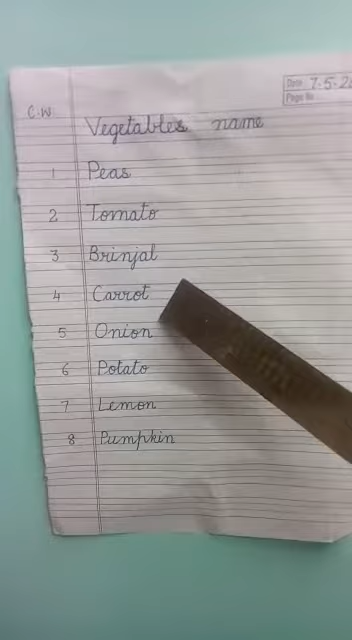 Date 7-5-2
Page No
C.W
Vegetables name
1 Peas
2 Tomato
3 Brinjal
4 Carrot
5 Onion
6 Potato
7 Lemon
8 Pumpkin